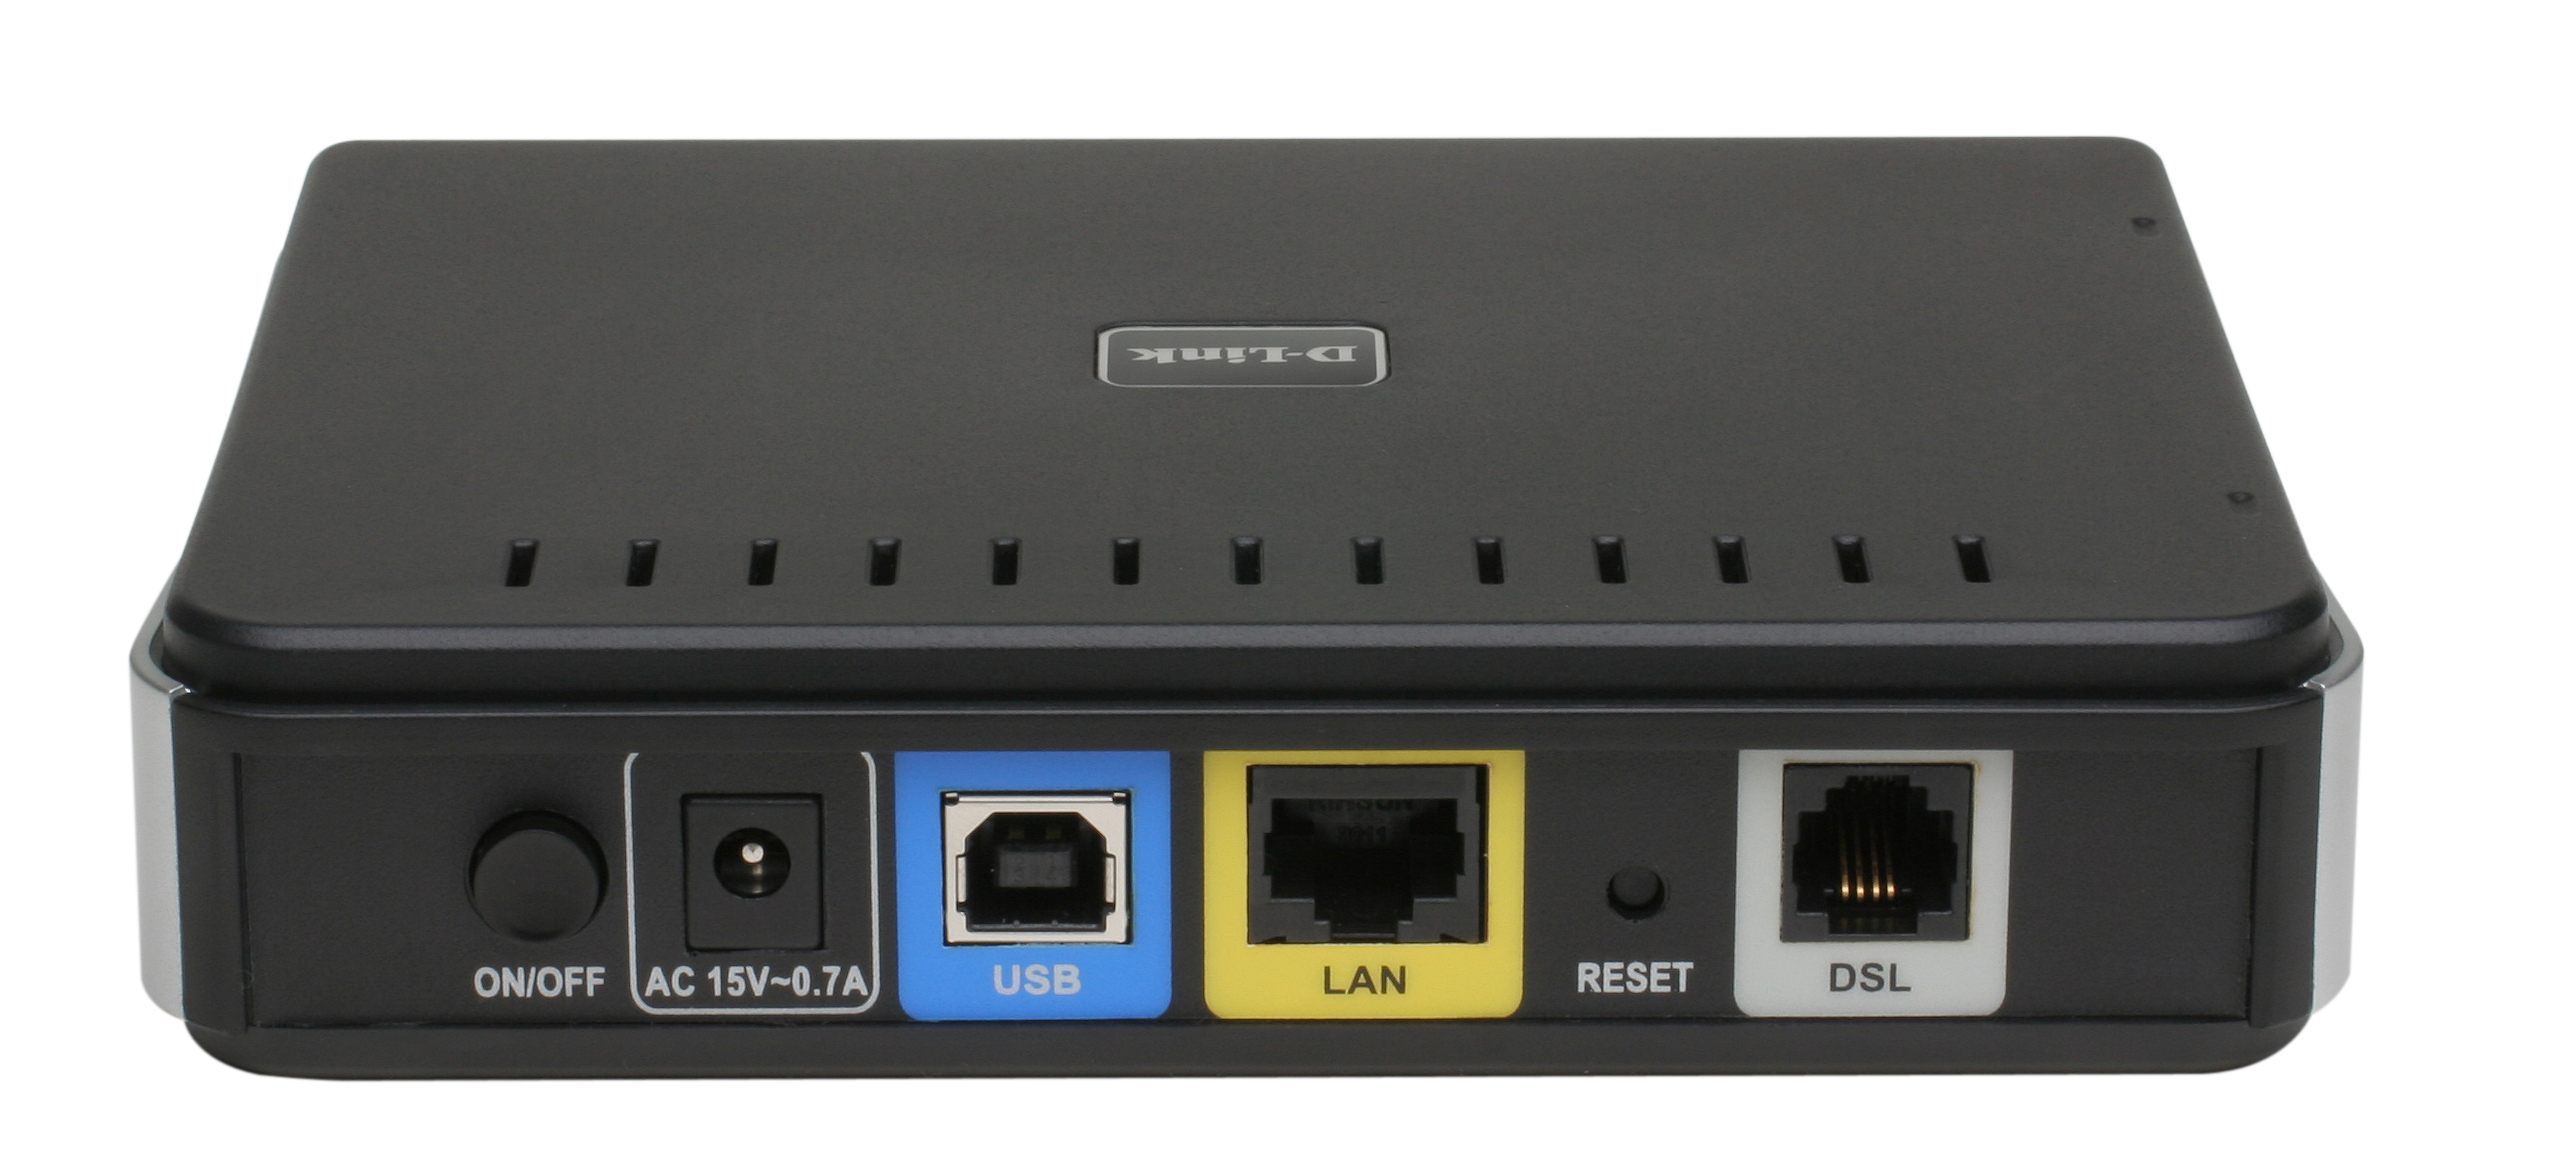 D-Link
ON/OFF
AC 15V~0.7A
USB
LAN
RESET
DSL